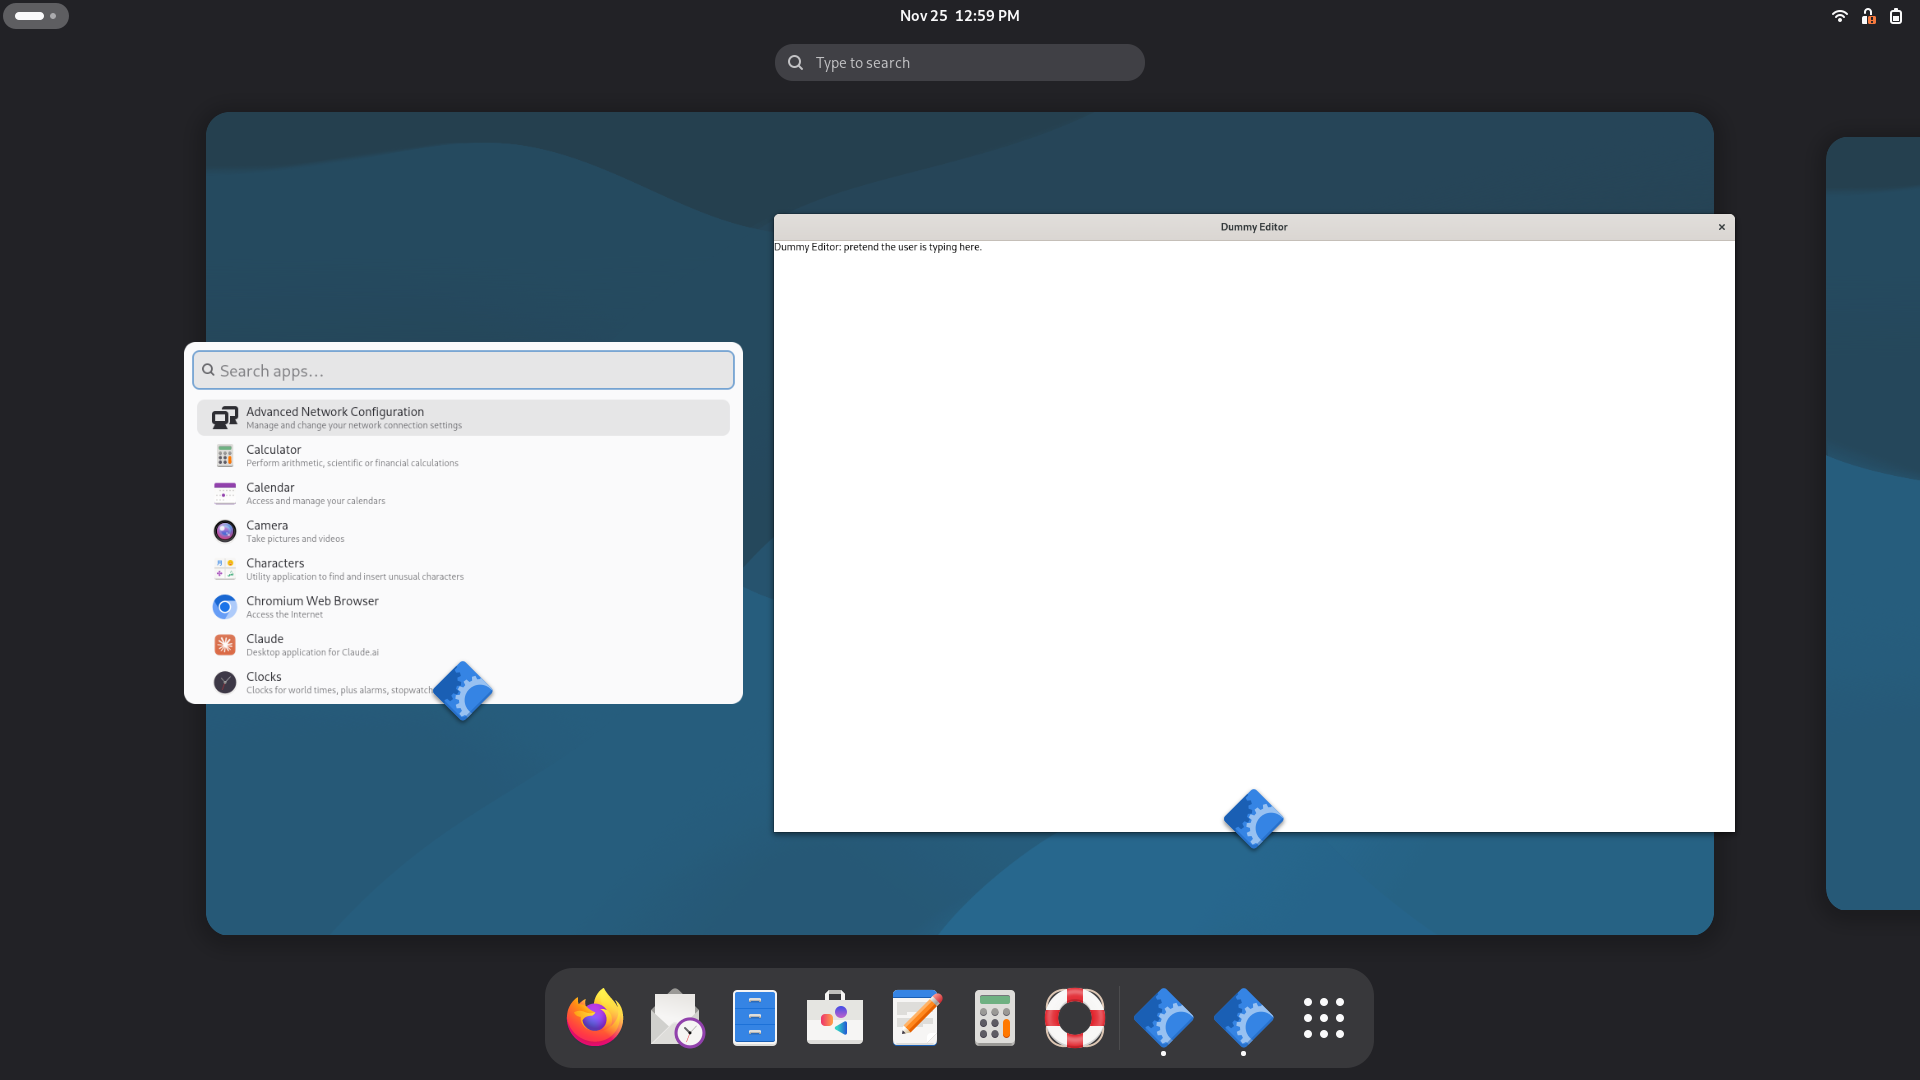 Nov 25  12:59 PM
Type to search
Dummy Editor
Dummy Editor: pretend the user is typing here.
Search apps…
Advanced Network Configuration
Manage and change your network connection settings
Calculator
Perform arithmetic, scientific or financial calculations
Calendar
Access and manage your calendars
Camera
Take pictures and videos
Characters
Utility application to find and insert unusual characters
Chromium Web Browser
Access the Internet
Claude
Desktop application for Claude.ai
Clocks
Clocks for world times, plus alarms, stopwatch